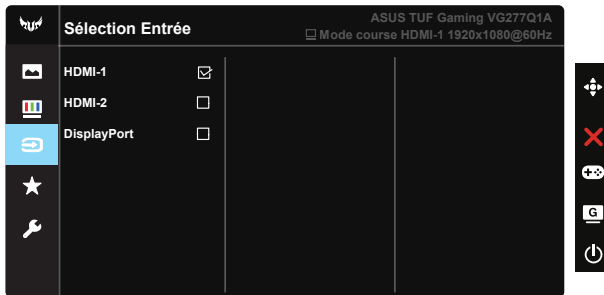 Sélection Entrée
ASUS TUF Gaming VG277Q1A
Mode course HDMI-1 1920x1080@60Hz
HDMI-1
HDMI-2
DisplayPort
G